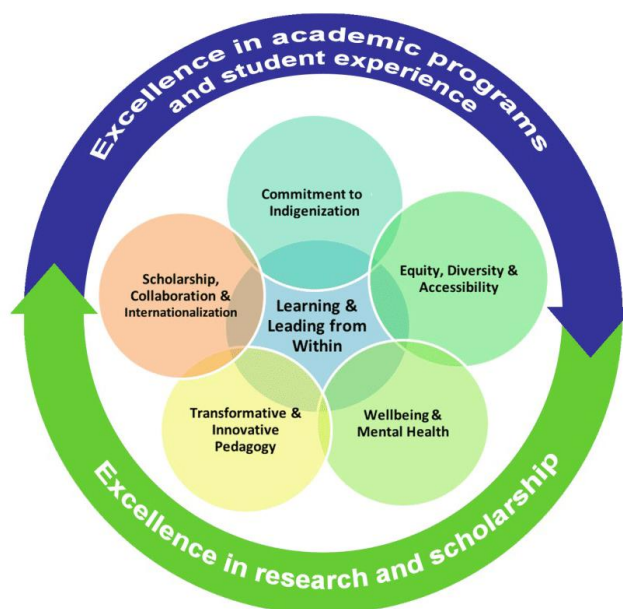 Excellence in academic programs
and student experience
Commitment to
Indigenization
Equity, Diversity &
Accessibility
Scholarship,
Collaboration &
Internationalization
Learning &
Leading from
Within
Transformative &
Innovative
Pedagogy
Wellbeing &
Mental Health
Excellence in research and scholarship